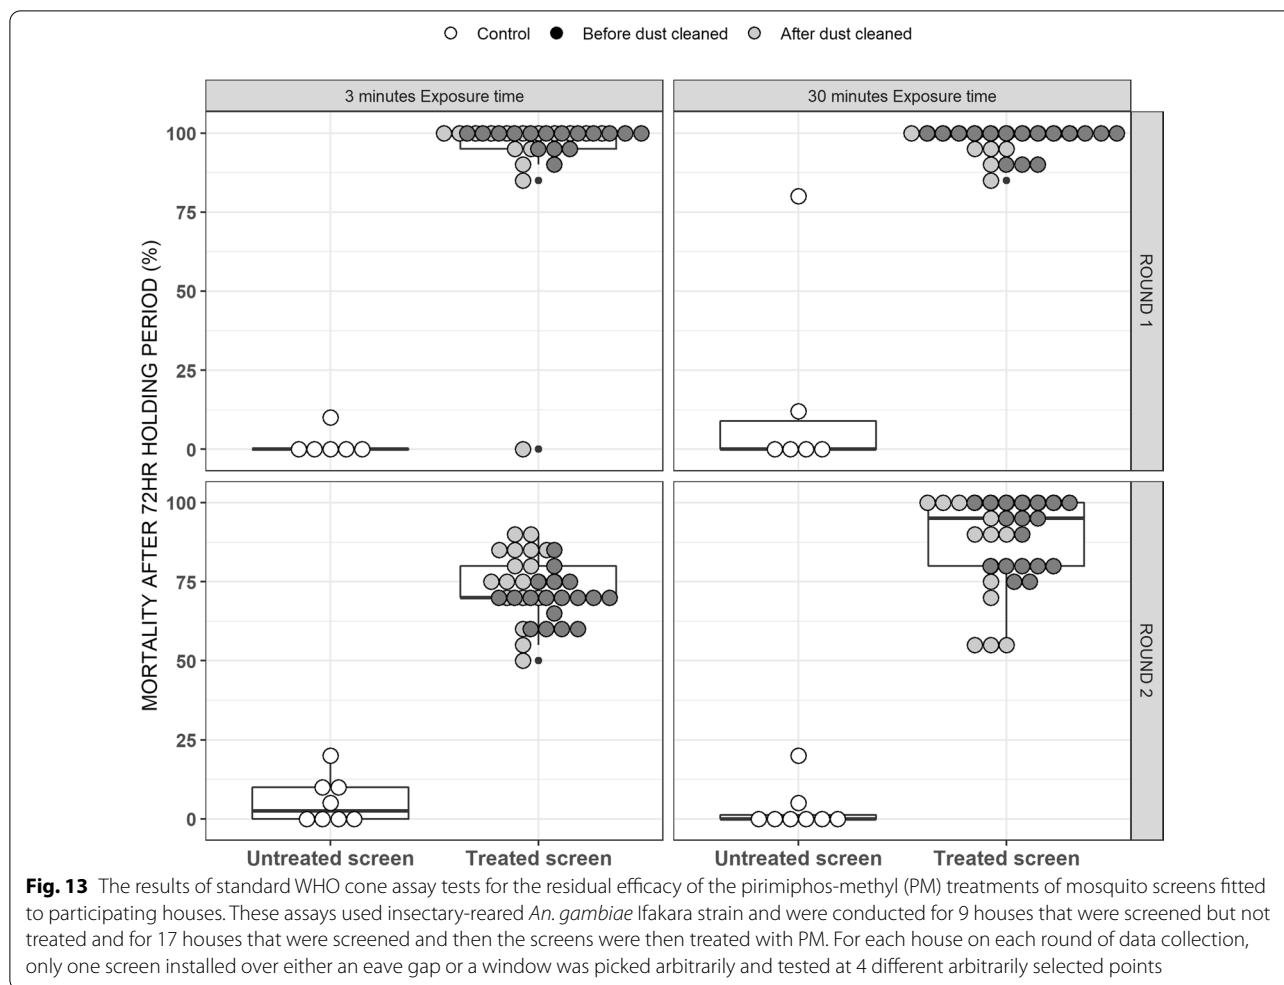 Control Before dust cleaned After dust cleaned
3 minutes Exposure time 30 minutes Exposure time
MORTALITY AFTER 72HR HOLDING PERIOD (%)
100
75
50
25
0
ROUND 1
100
75
50
25
0
ROUND 2
Untreated screen Treated screen Untreated screen Treated screen
Fig. 13 The results of standard WHO cone assay tests for the residual efficacy of the pirimiphos-methyl (PM) treatments of mosquito screens fitted
to participating houses. These assays used insectary-reared An. gambiae Ifakara strain and were conducted for 9 houses that were screened but not
treated and for 17 houses that were screened and then the screens were then treated with PM. For each house on each round of data collection,
only one screen installed over either an eave gap or a window was picked arbitrarily and tested at 4 different arbitrarily selected points